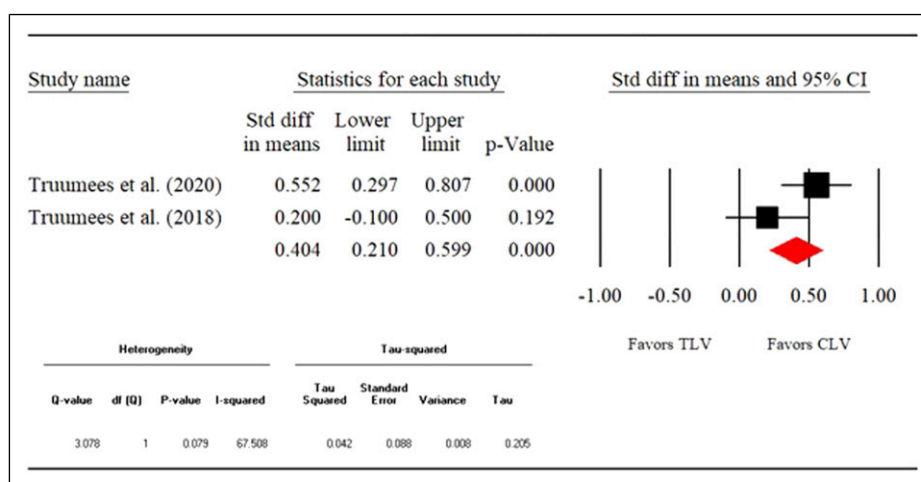 Study name Statistics for each study Std diff in means and 95% CI
Std diff Lower Upper
in means limit limit p-Value
Truumees et al. (2020) 0.552 0.297 0.807 0.000
Truumees et al. (2018) 0.200 -0.100 0.500 0.192
0.404 0.210 0.599 0.000
-1.00 -0.50 0.00 0.50 1.00
Favors TLV Favors CLV
Heterogeneity Tau-squared
Q-value df (Q) P-value I-squared Tau Squared Standard Error Variance Tau
3.078 1 0.079 67.508 0.042 0.088 0.008 0.205